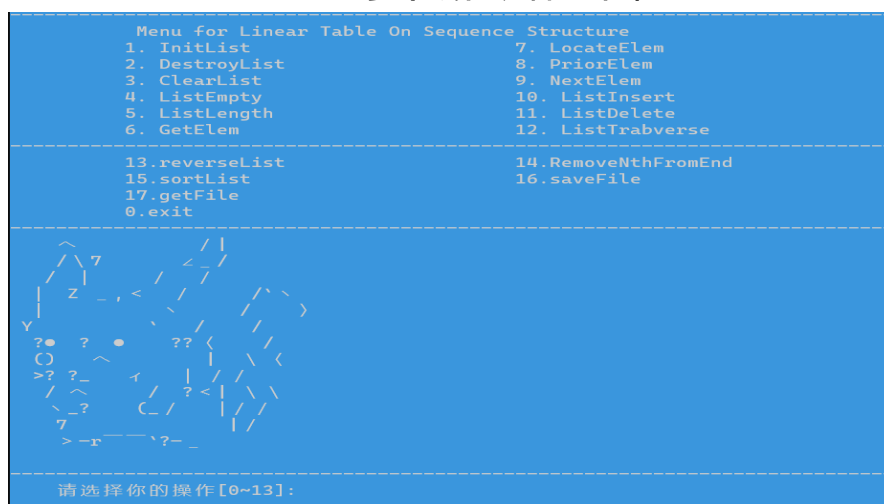 Menu for Linear Table On Sequence Structure
1. InitList 7. LocateElem
2. DestroyList 8. PriorElem
3. ClearList 9. NextElem
4. ListEmpty 10. ListInsert
5. ListLength 11. ListDelete
6. GetElem 12. ListTrabverse
13.reverseList 14.RemoveNthFromEnd
15.sortList 16.saveFile
17.getFile
0.exit
请选择你的操作[0~13]: